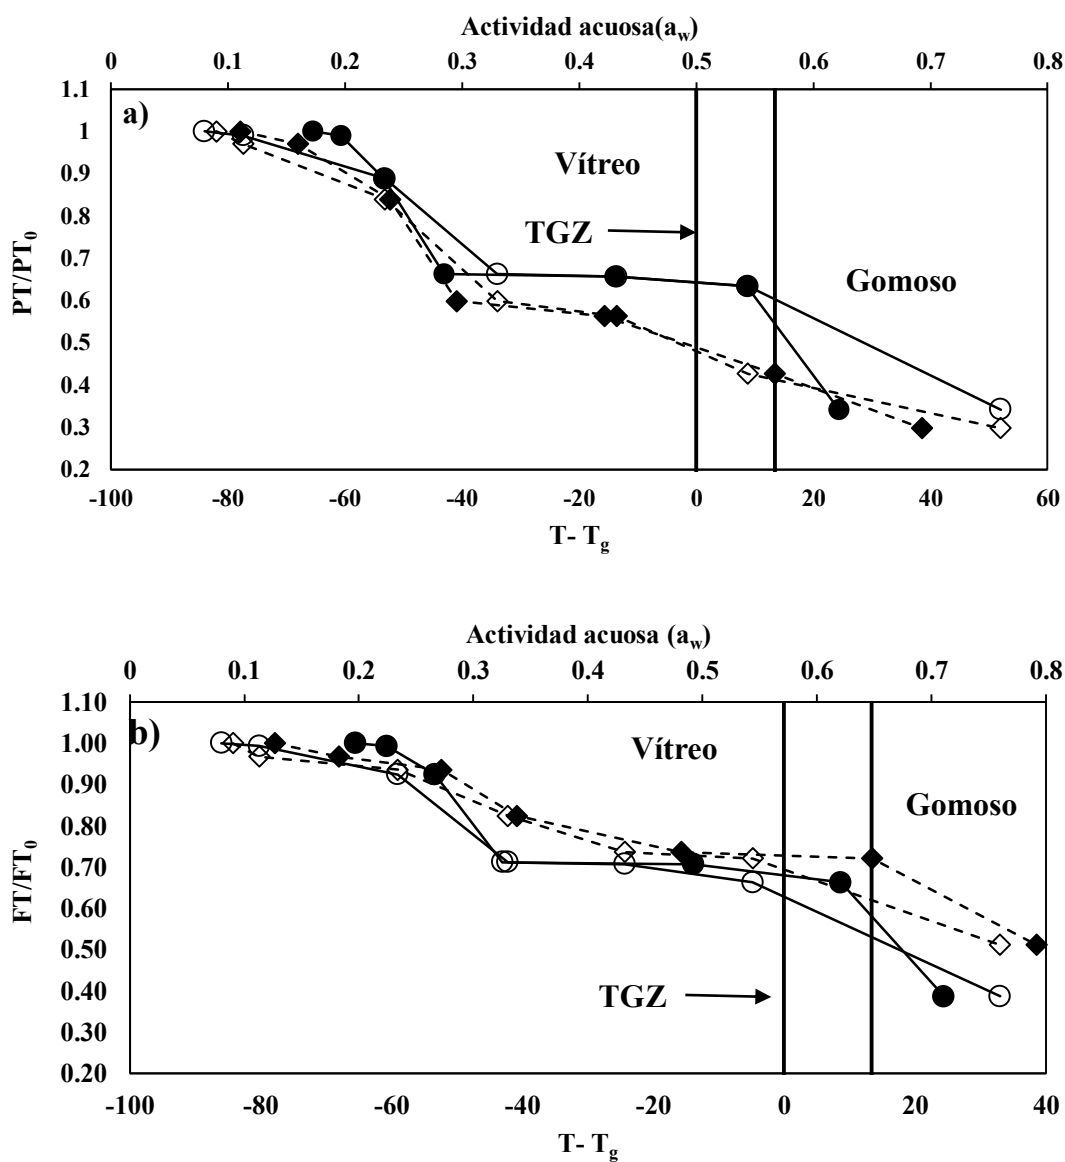 Actividad acuosa(aw)
0 0.1 0.2 0.3 0.4 0.5 0.6 0.7 0.8
a)
1.1
1
0.9
0.8
0.7
0.6
0.5
0.4
0.3
0.2
PT/PT0
Vítreo
TGZ
Gomoso
-100 -80 -60 -40 -20 0 20 40 60
T- Tg
Actividad acuosa (aw)
0 0.1 0.2 0.3 0.4 0.5 0.6 0.7 0.8
b)
1.10
1.00
0.90
0.80
0.70
0.60
0.50
0.40
0.30
0.20
FT/FT0
Vítreo
Gomoso
TGZ
-100 -80 -60 -40 -20 0 20 40
T- Tg